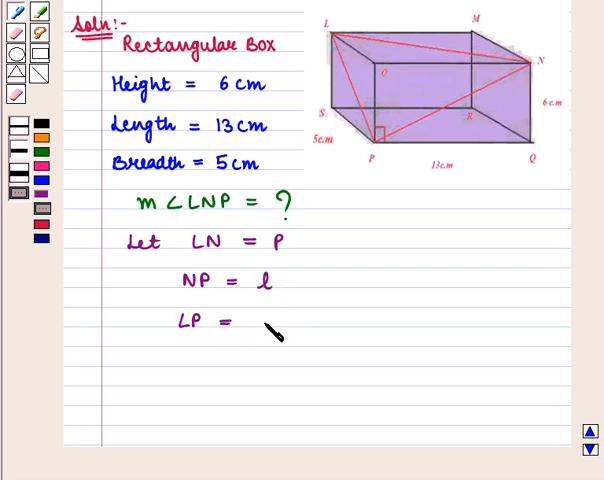 Soln:-
Rectangular Box
Height = 6 cm
Length = 13 cm
Breadth = 5 cm
m ∠ LNP = ?
Let LN = p
NP = l
LP =
L
M
O
N
S
R
6 c.m
5c.m
P
Q
13c.m